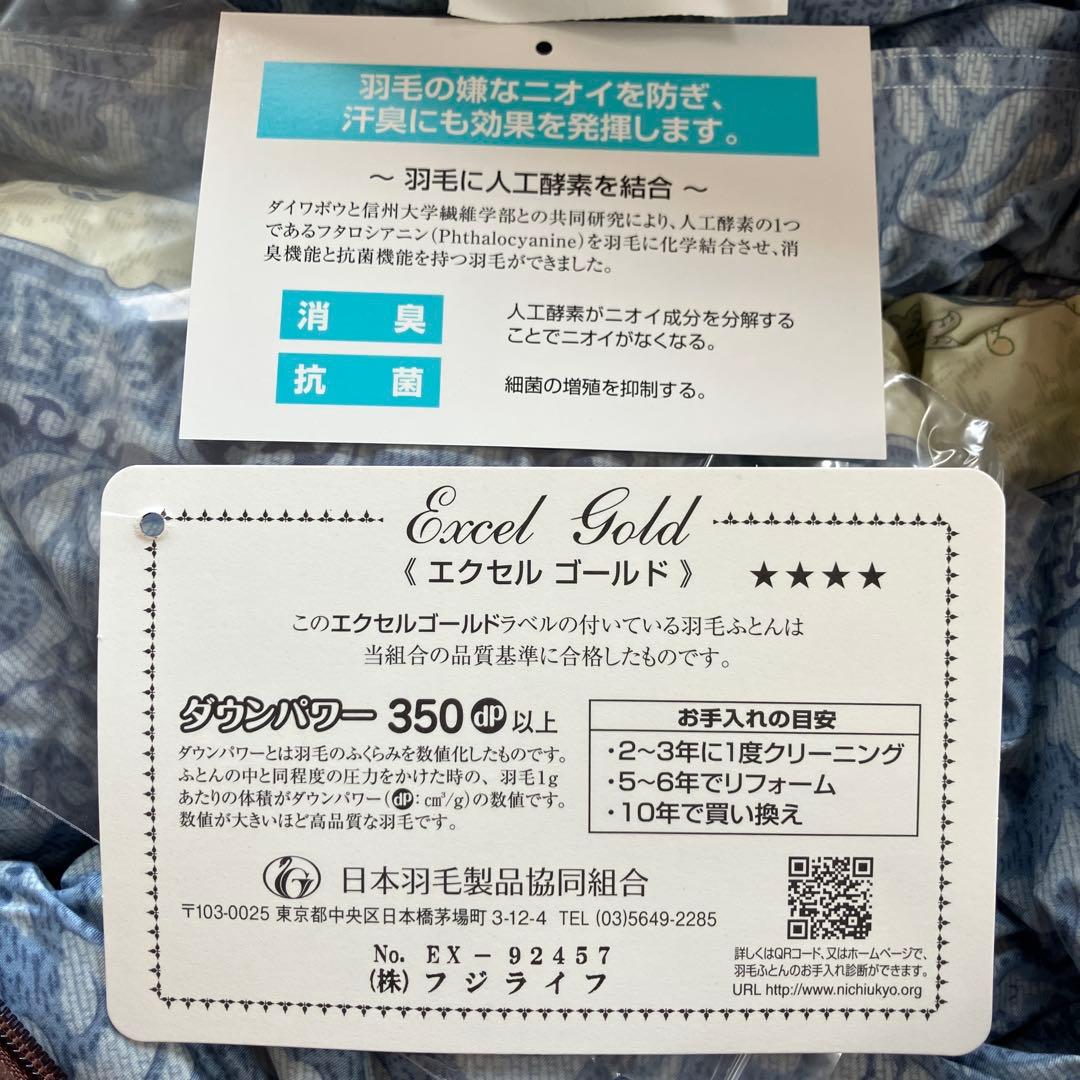 羽毛の嫌なニオイを防ぎ、
汗臭にも効果を発揮します。
～ 羽毛に人工酵素を結合 ～
ダイワボウと信州大学繊維学部との共同研究により、人工酵素の1つ
であるフタロシアニン(Phthalocyanine)を羽毛に化学結合させ、消
臭機能と抗菌機能を持つ羽毛ができました。
消 臭
人工酵素がニオイ成分を分解する
ことでニオイがなくなる。
抗 菌
細菌の増殖を抑制する。
Excel Gold
《 エクセル ゴールド 》 ★★★★
このエクセルゴールドラベルの付いている羽毛ふとんは
当組合の品質基準に合格したものです。
ダウンパワー 350 dp 以上
ダウンパワーとは羽毛のふくらみを数値化したものです。
ふとんの中と同程度の圧力をかけた時の、羽毛1g
あたりの体積がダウンパワー(dp:cm³/g)の数値です。
数値が大きいほど高品質な羽毛です。
お手入れの目安
・2～3年に1度クリーニング
・5～6年でリフォーム
・10年で買い換え
日本羽毛製品協同組合
〒103-0025 東京都中央区日本橋茅場町 3-12-4 TEL (03)5649-2285
No. EX－92457
(株) フジライフ
詳しくはQRコード、又はホームページで、
羽毛ふとんのお手入れ診断ができます。
URL http://www.nichiukyo.org